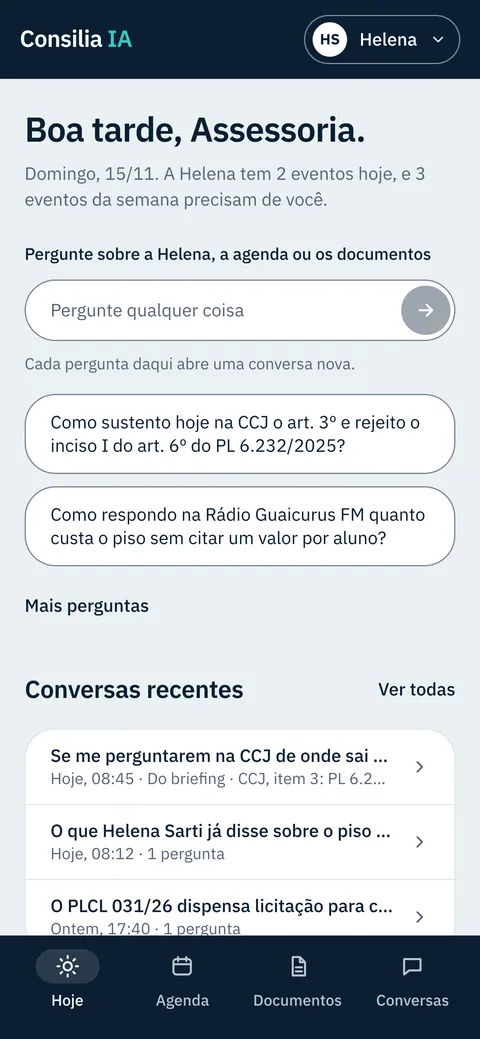 Consilia IA
HS Helena
Boa tarde, Assessoria.
Domingo, 15/11. A Helena tem 2 eventos hoje, e 3
eventos da semana precisam de você.
Pergunte sobre a Helena, a agenda ou os documentos
Pergunte qualquer coisa
Cada pergunta daqui abre uma conversa nova.
Como sustento hoje na CCJ o art. 3º e rejeito o
inciso I do art. 6º do PL 6.232/2025?
Como respondo na Rádio Guaicurus FM quanto
custa o piso sem citar um valor por aluno?
Mais perguntas
Conversas recentes
Ver todas
Se me perguntarem na CCJ de onde sai ...
Hoje, 08:45 · Do briefing · CCJ, item 3: PL 6.2...
O que Helena Sarti já disse sobre o piso ...
Hoje, 08:12 · 1 pergunta
O PLCL 031/26 dispensa licitação para c...
Ontem, 17:40 · 1 pergunta
Hoje
Agenda
Documentos
Conversas